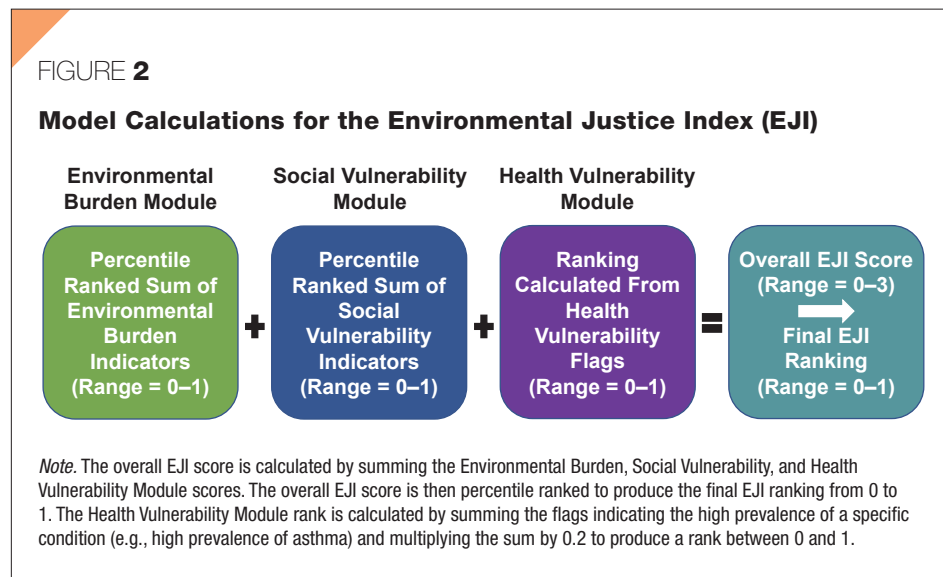 FIGURE 2
Model Calculations for the Environmental Justice Index (EJI)
Environmental
Burden Module
Social Vulnerability
Module
Health Vulnerability
Module
Percentile
Ranked Sum of
Environmental
Burden
Indicators
(Range = 0–1)
+
Percentile
Ranked Sum of
Social
Vulnerability
Indicators
(Range = 0–1)
+
Ranking
Calculated From
Health
Vulnerability
Flags
(Range = 0–1)
=
Overall EJI Score
(Range = 0–3)
Final EJI
Ranking
(Range = 0–1)
Note. The overall EJI score is calculated by summing the Environmental Burden, Social Vulnerability, and Health
Vulnerability Module scores. The overall EJI score is then percentile ranked to produce the final EJI ranking from 0 to
1. The Health Vulnerability Module rank is calculated by summing the flags indicating the high prevalence of a specific
condition (e.g., high prevalence of asthma) and multiplying the sum by 0.2 to produce a rank between 0 and 1.